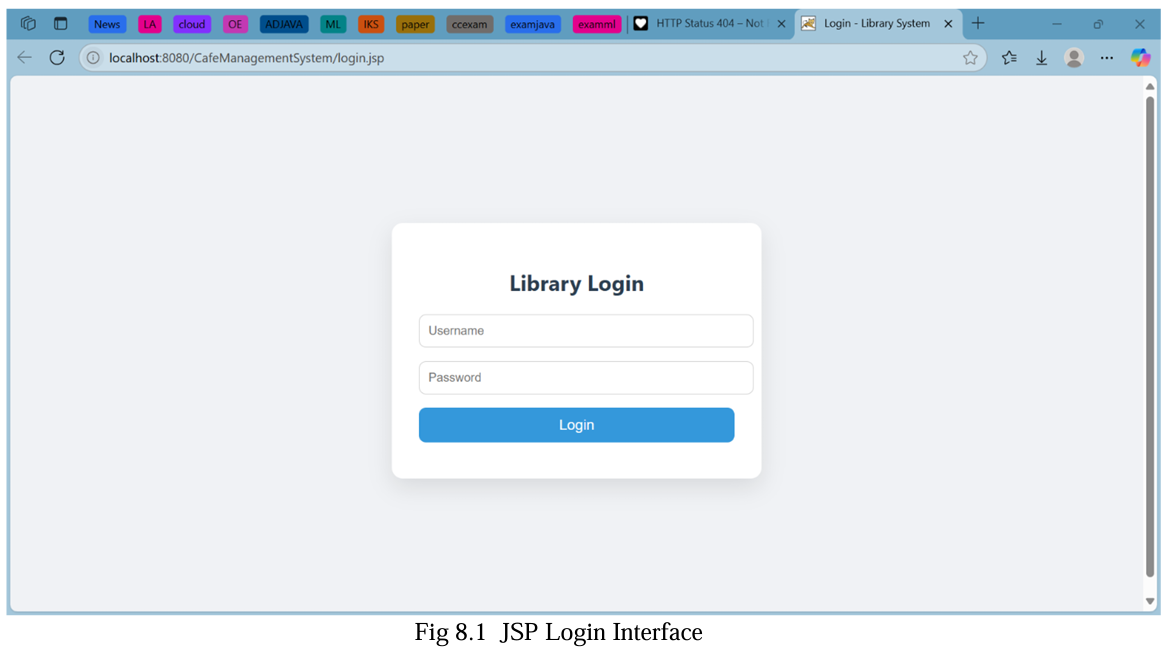 News LA cloud OE ADJAVA ML IKS paper ccexam examjava examml HTTP Status 404 – Not Login - Library System
localhost:8080/CafeManagementSystem/login.jsp
Library Login
Username
Password
Login
Fig 8.1 JSP Login Interface